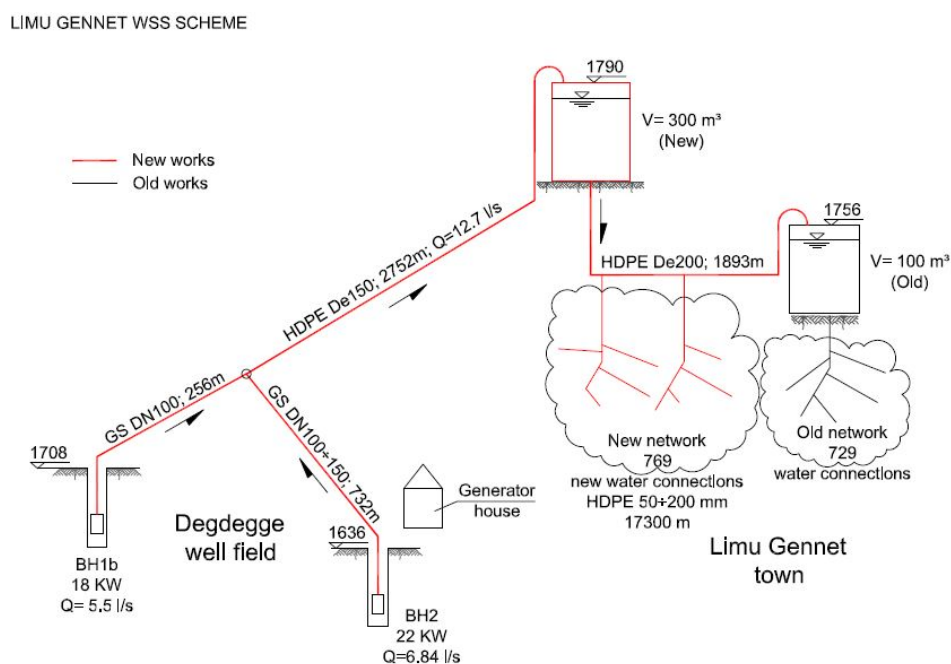 LIMU GENNET WSS SCHEME
1790
V= 300 m³
(New)
New works
Old works
1756
HDPE De150; 2752m; Q=12.7 l/s
HDPE De200; 1893m
V= 100 m³
(Old)
GS DN100; 256m
GS DN100÷150; 732m
1708
New network
769
new water connections
HDPE 50÷200 mm
17300 m
Old network
729
water connections
Generator
house
Degdegge
well field
1636
Limu Gennet
town
BH1b
18 KW
Q= 5.5 l/s
BH2
22 KW
Q=6.84 l/s